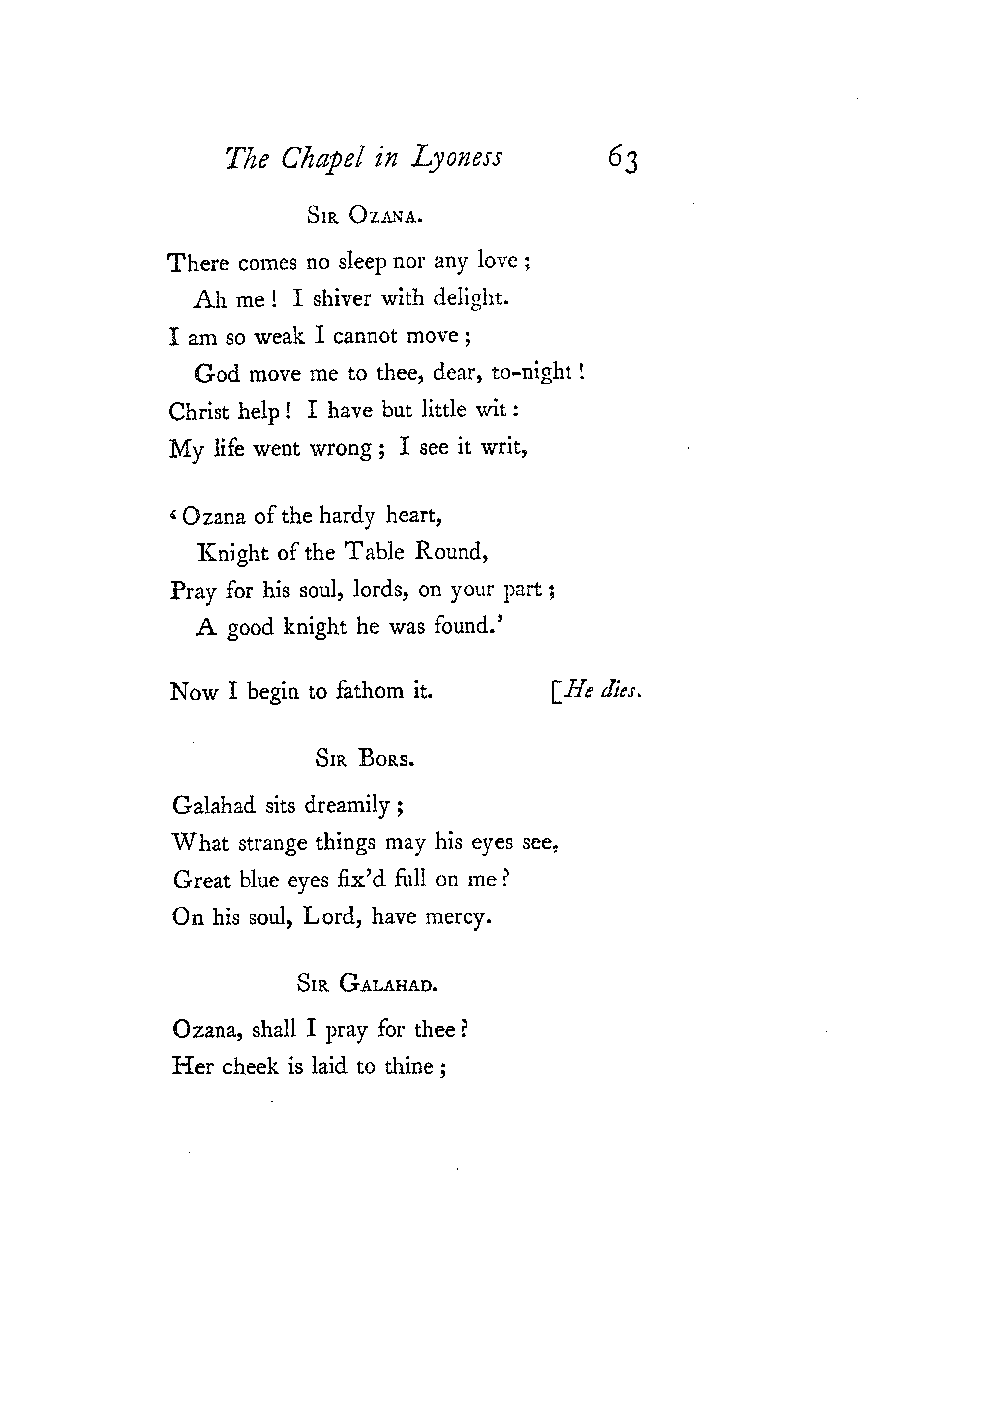 The Chapel in Lyoness 63
SIR OZANA.
There comes no sleep nor any love ;
Ah me ! I shiver with delight.
I am so weak I cannot move ;
God move me to thee, dear, to-night !
Christ help ! I have but little wit :
My life went wrong ; I see it writ,
‘ Ozana of the hardy heart,
Knight of the Table Round,
Pray for his soul, lords, on your part ;
A good knight he was found.’
Now I begin to fathom it. [He dies.
SIR BORS.
Galahad sits dreamily ;
What strange things may his eyes see,
Great blue eyes fix’d full on me ?
On his soul, Lord, have mercy.
SIR GALAHAD.
Ozana, shall I pray for thee ?
Her cheek is laid to thine ;